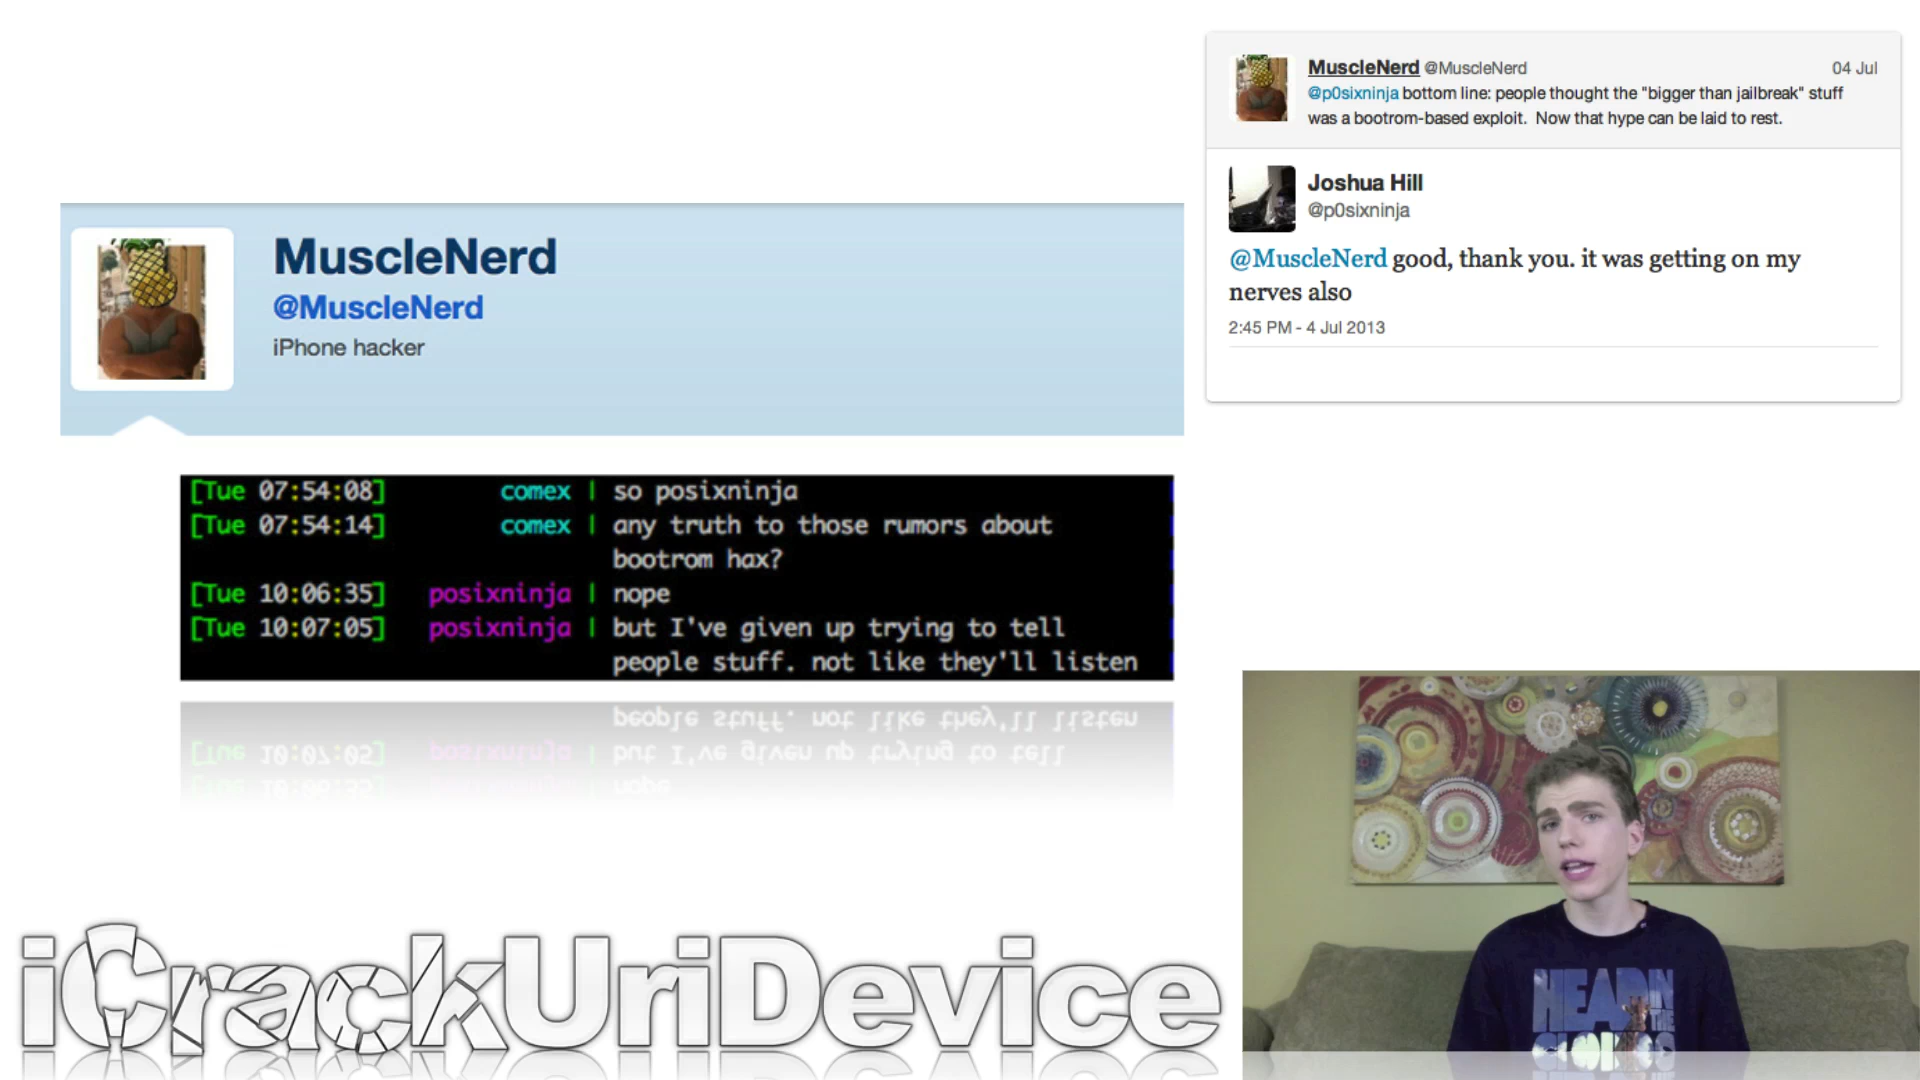 MuscleNerd
@MuscleNerd
iPhone hacker
[Tue 07:54:08] comex | so posixninja
[Tue 07:54:14] comex | any truth to those rumors about
bootrom hax?
[Tue 10:06:35] posixninja | nope
[Tue 10:07:05] posixninja | but I've given up trying to tell
people stuff. not like they'll listen
MuscleNerd @MuscleNerd 04 Jul
@p0sixninja bottom line: people thought the "bigger than jailbreak" stuff
was a bootrom-based exploit. Now that hype can be laid to rest.
Joshua Hill
@p0sixninja
@MuscleNerd good, thank you. it was getting on my
nerves also
2:45 PM - 4 Jul 2013
iCrackUriDevice
HEAD IN
THE
CLOUDS